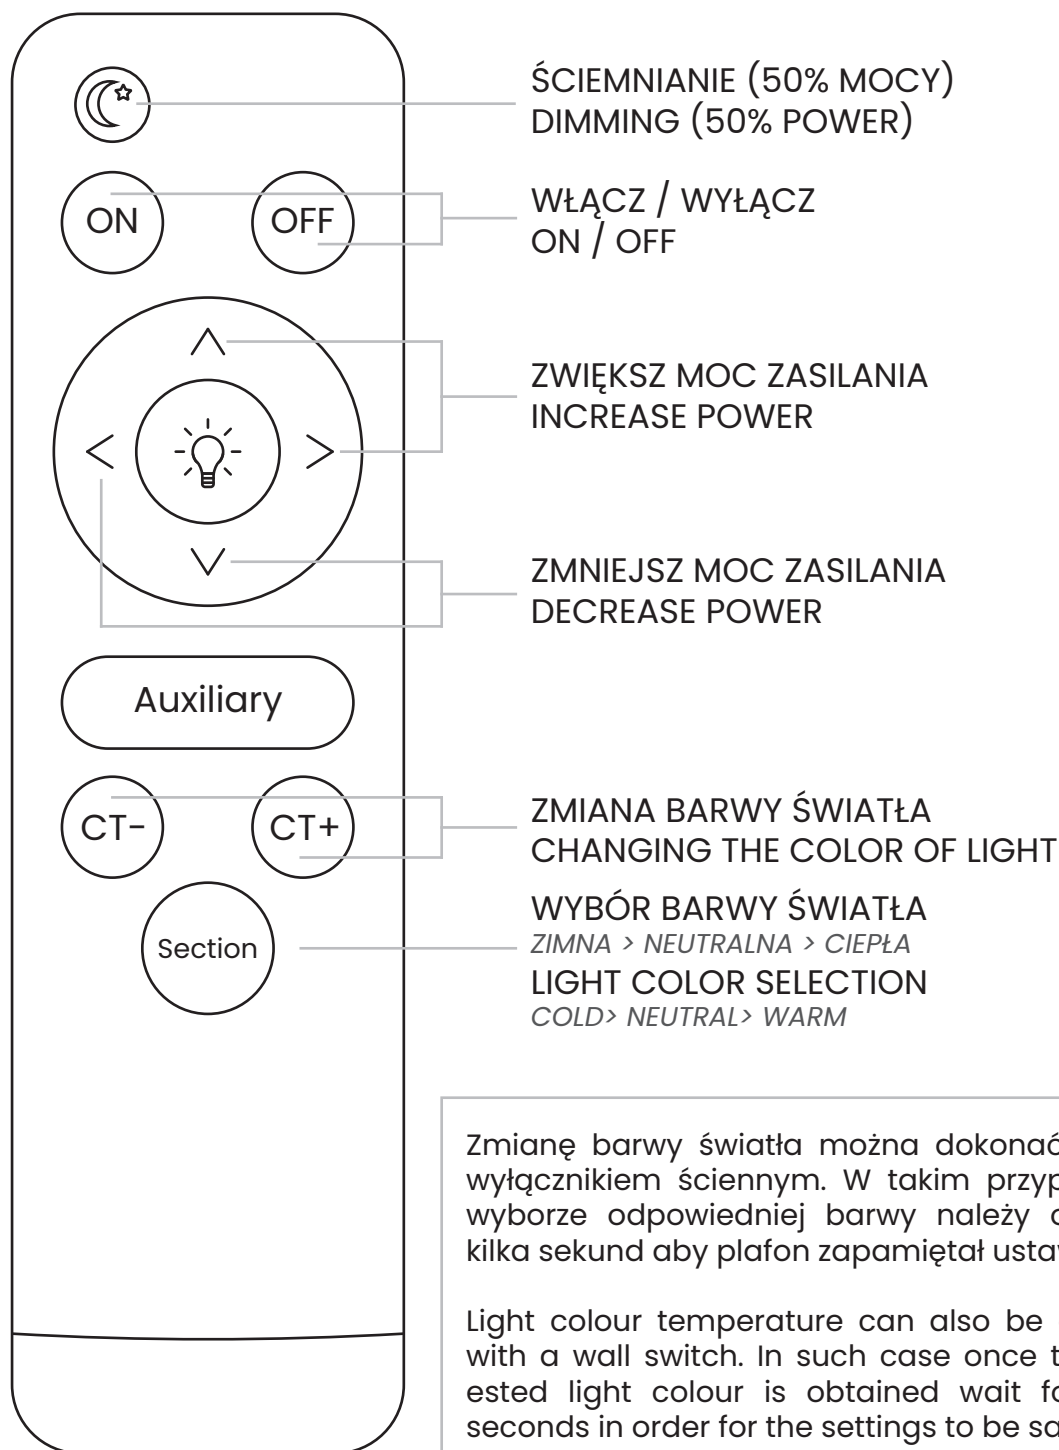 ŚCIEMNIANIE (50% MOCY)
DIMMING (50% POWER)
ON
OFF
WŁĄCZ / WYŁĄCZ
ON / OFF
ZWIĘKSZ MOC ZASILANIA
INCREASE POWER
ZMNIEJSZ MOC ZASILANIA
DECREASE POWER
Auxiliary
CT-
CT+
ZMIANA BARWY ŚWIATŁA
CHANGING THE COLOR OF LIGHT
Section
WYBÓR BARWY ŚWIATŁA
ZIMNA > NEUTRALNA > CIEPŁA
LIGHT COLOR SELECTION
COLD> NEUTRAL> WARM
Zmianę barwy światła można dokonać
wyłącznikiem ściennym. W takim
wyborze odpowiedniej barwy należy
kilka sekund aby plafon zapamiętał
Light colour temperature can also be
with a wall switch. In such case once
ested light colour is obtained wait
seconds in order for the settings to be